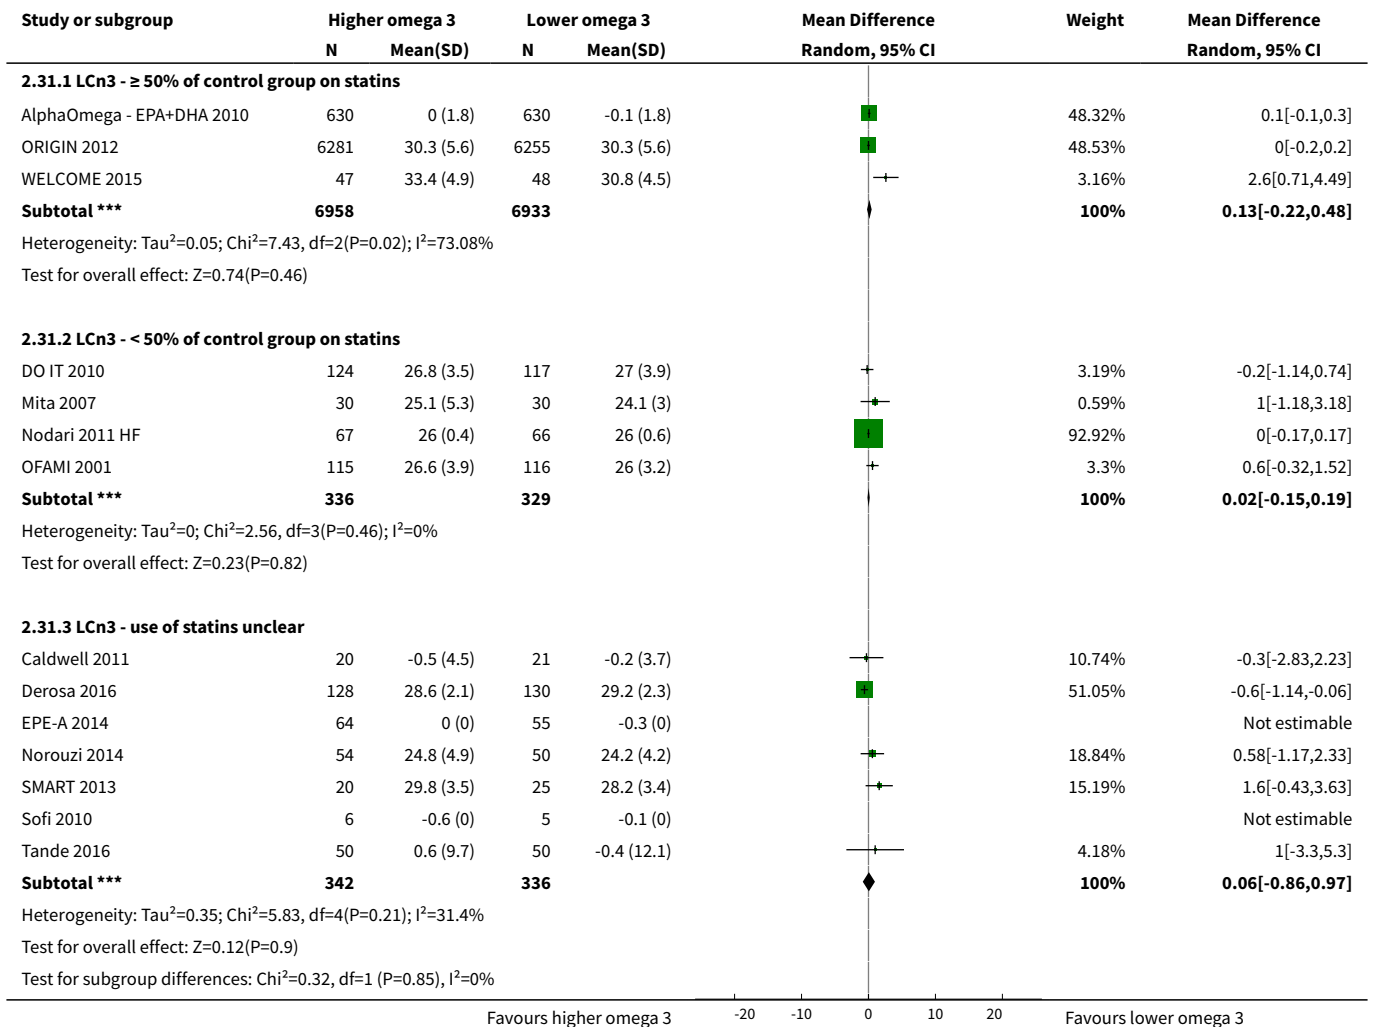 Study or subgroup Higher omega 3 Lower omega 3 Mean Difference Weight Mean Difference
N Mean(SD) N Mean(SD) Random, 95% CI Random, 95% CI
2.31.1 LCn3 - ≥ 50% of control group on statins
AlphaOmega - EPA+DHA 2010 630 0 (1.8) 630 -0.1 (1.8) 48.32% 0.1[-0.1,0.3]
ORIGIN 2012 6281 30.3 (5.6) 6255 30.3 (5.6) 48.53% 0[-0.2,0.2]
WELCOME 2015 47 33.4 (4.9) 48 30.8 (4.5) 3.16% 2.6[0.71,4.49]
Subtotal *** 6958 6933 100% 0.13[-0.22,0.48]
Heterogeneity: Tau²=0.05; Chi²=7.43, df=2(P=0.02); I²=73.08%
Test for overall effect: Z=0.74(P=0.46)
2.31.2 LCn3 - < 50% of control group on statins
DO IT 2010 124 26.8 (3.5) 117 27 (3.9) 3.19% -0.2[-1.14,0.74]
Mita 2007 30 25.1 (5.3) 30 24.1 (3) 0.59% 1[-1.18,3.18]
Nodari 2011 HF 67 26 (0.4) 66 26 (0.6) 92.92% 0[-0.17,0.17]
OFAMI 2001 115 26.6 (3.9) 116 26 (3.2) 3.3% 0.6[-0.32,1.52]
Subtotal *** 336 329 100% 0.02[-0.15,0.19]
Heterogeneity: Tau²=0; Chi²=2.56, df=3(P=0.46); I²=0%
Test for overall effect: Z=0.23(P=0.82)
2.31.3 LCn3 - use of statins unclear
Caldwell 2011 20 -0.5 (4.5) 21 -0.2 (3.7) 10.74% -0.3[-2.83,2.23]
Derosa 2016 128 28.6 (2.1) 130 29.2 (2.3) 51.05% -0.6[-1.14,-0.06]
EPE-A 2014 64 0 (0) 55 -0.3 (0) Not estimable
Norouzi 2014 54 24.8 (4.9) 50 24.2 (4.2) 18.84% 0.58[-1.17,2.33]
SMART 2013 20 29.8 (3.5) 25 28.2 (3.4) 15.19% 1.6[-0.43,3.63]
Sofi 2010 6 -0.6 (0) 5 -0.1 (0) Not estimable
Tande 2016 50 0.6 (9.7) 50 -0.4 (12.1) 4.18% 1[-3.3,5.3]
Subtotal *** 342 336 100% 0.06[-0.86,0.97]
Heterogeneity: Tau²=0.35; Chi²=5.83, df=4(P=0.21); I²=31.4%
Test for overall effect: Z=0.12(P=0.9)
Test for subgroup differences: Chi²=0.32, df=1 (P=0.85), I²=0%
Favours higher omega 3 -20 -10 0 10 20 Favours lower omega 3